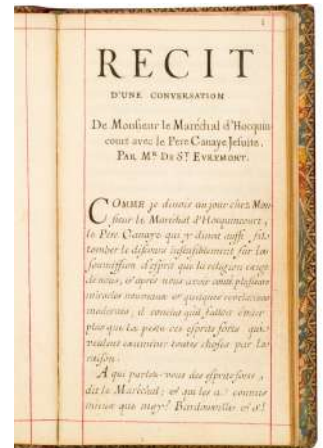 RECIT
D'UNE CONVERSATION
De Monsieur le Maréchal d'Hocquin
court avec le Pere Canaye Jesuite.
PAR MR. DE ST. EVREMONT.
COMME je dinois un jour chez Mon
sieur le Maréchal d'Hocquincourt,
le Pere Canaye qui y dinoit aussi fit
tomber le discours insensiblement sur la
soumission d'esprit que la religion exige
de nous, et après nous avoir conté plusieurs
miracles nouveaux et quelques revelations
modernes, il conclut qu'il falloit eviter
plus que la peste ces esprits forts qui
veulent examiner toutes choses par la
raison.
A qui parlez-vous des esprits forts,
dit le Maréchal; et qui les a connus
mieux que moy? Bardouville et St.